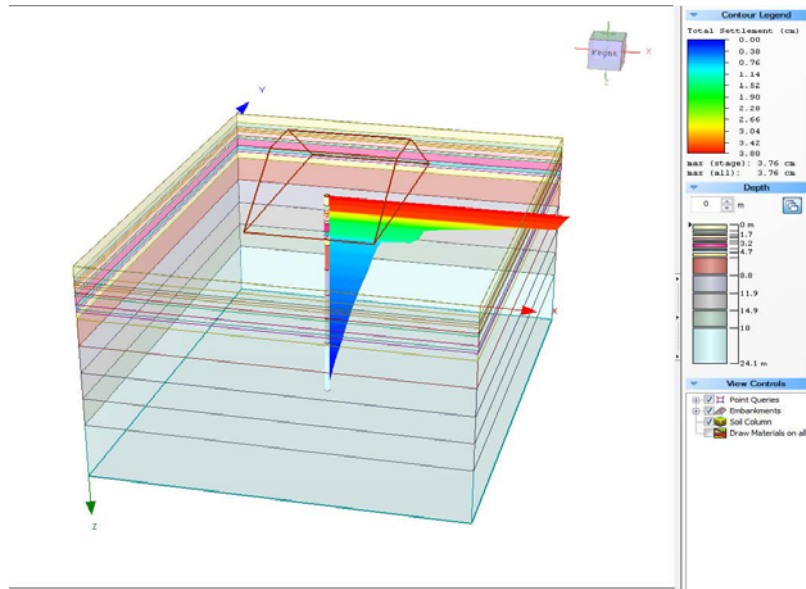 Contour Legend
Total Settlement (cm)
0.00
0.38
0.76
1.14
1.52
1.90
2.28
2.66
3.04
3.42
3.80
max (stage): 3.76 cm
max (all): 3.76 cm
Depth
0 m
0 m
1.7
3.2
4.7
8.8
11.9
14.9
18
24.1 m
View Controls
Point Queries
Embankments
Soil Column
Draw Materials on all
Front
X
Y
X
Z